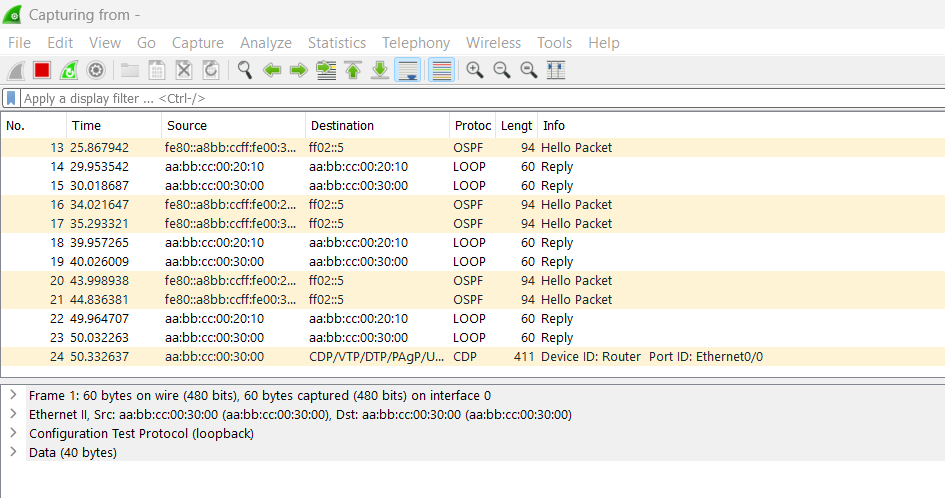 Capturing from -
File Edit View Go Capture Analyze Statistics Telephony Wireless Tools Help
Apply a display filter ... <Ctrl-/>
No. Time Source Destination Protoc Lengt Info
13 25.867942 fe80::a8bb:ccff:fe00:3... ff02::5 OSPF 94 Hello Packet
14 29.953542 aa:bb:cc:00:20:10 aa:bb:cc:00:20:10 LOOP 60 Reply
15 30.018687 aa:bb:cc:00:30:00 aa:bb:cc:00:30:00 LOOP 60 Reply
16 34.021647 fe80::a8bb:ccff:fe00:2... ff02::5 OSPF 94 Hello Packet
17 35.293321 fe80::a8bb:ccff:fe00:3... ff02::5 OSPF 94 Hello Packet
18 39.957265 aa:bb:cc:00:20:10 aa:bb:cc:00:20:10 LOOP 60 Reply
19 40.026009 aa:bb:cc:00:30:00 aa:bb:cc:00:30:00 LOOP 60 Reply
20 43.998938 fe80::a8bb:ccff:fe00:2... ff02::5 OSPF 94 Hello Packet
21 44.836381 fe80::a8bb:ccff:fe00:3... ff02::5 OSPF 94 Hello Packet
22 49.964707 aa:bb:cc:00:20:10 aa:bb:cc:00:20:10 LOOP 60 Reply
23 50.032263 aa:bb:cc:00:30:00 aa:bb:cc:00:30:00 LOOP 60 Reply
24 50.332637 aa:bb:cc:00:30:00 CDP/VTP/DTP/PAgP/U... CDP 411 Device ID: Router Port ID: Ethernet0/0
Frame 1: 60 bytes on wire (480 bits), 60 bytes captured (480 bits) on interface 0
Ethernet II, Src: aa:bb:cc:00:30:00 (aa:bb:cc:00:30:00), Dst: aa:bb:cc:00:30:00 (aa:bb:cc:00:30:00)
Configuration Test Protocol (loopback)
Data (40 bytes)